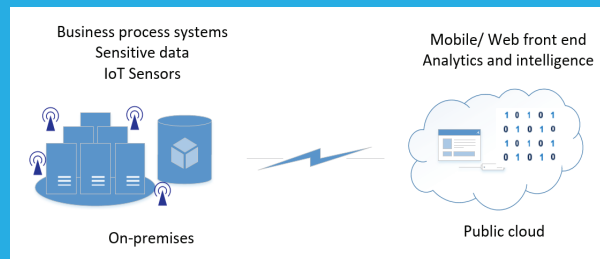 Business process systems
Sensitive data
IoT Sensors
Mobile/ Web front end
Analytics and intelligence
1 0 1 0 1
0 1 0 1 0
1 0 1 0 1
0 1 0 1 0
On-premises
Public cloud